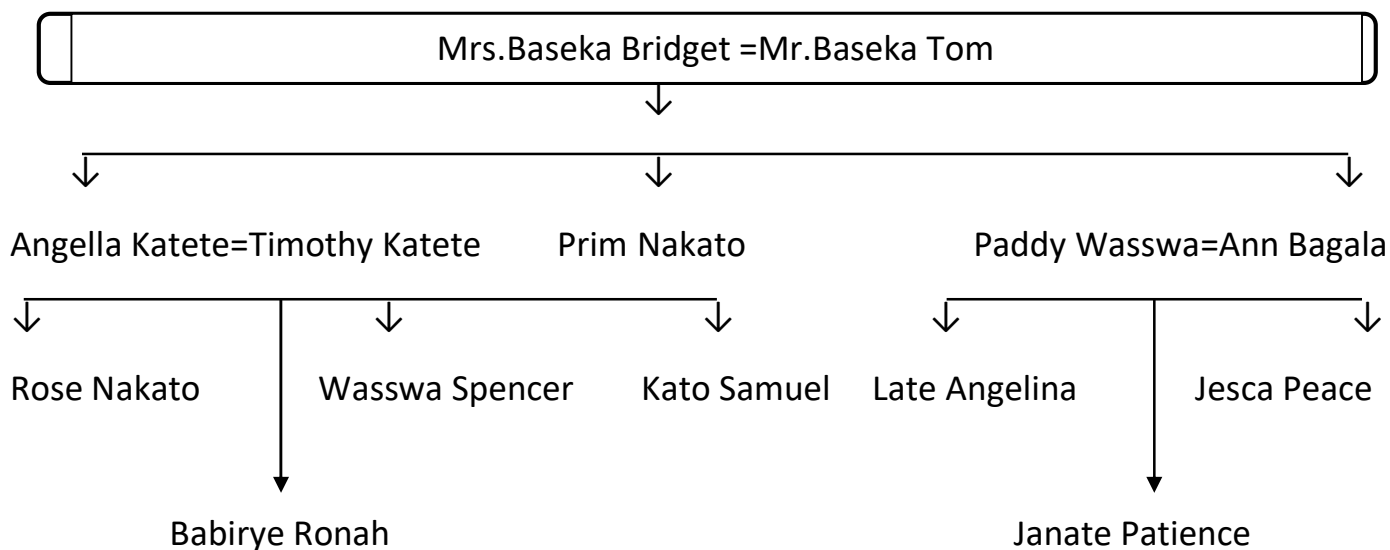 Mrs.Baseka Bridget =Mr.Baseka Tom
Angella Katete=Timothy Katete Prim Nakato Paddy Wasswa=Ann Bagala
Rose Nakato Wasswa Spencer Kato Samuel Late Angelina Jesca Peace
Babirye Ronah Janate Patience